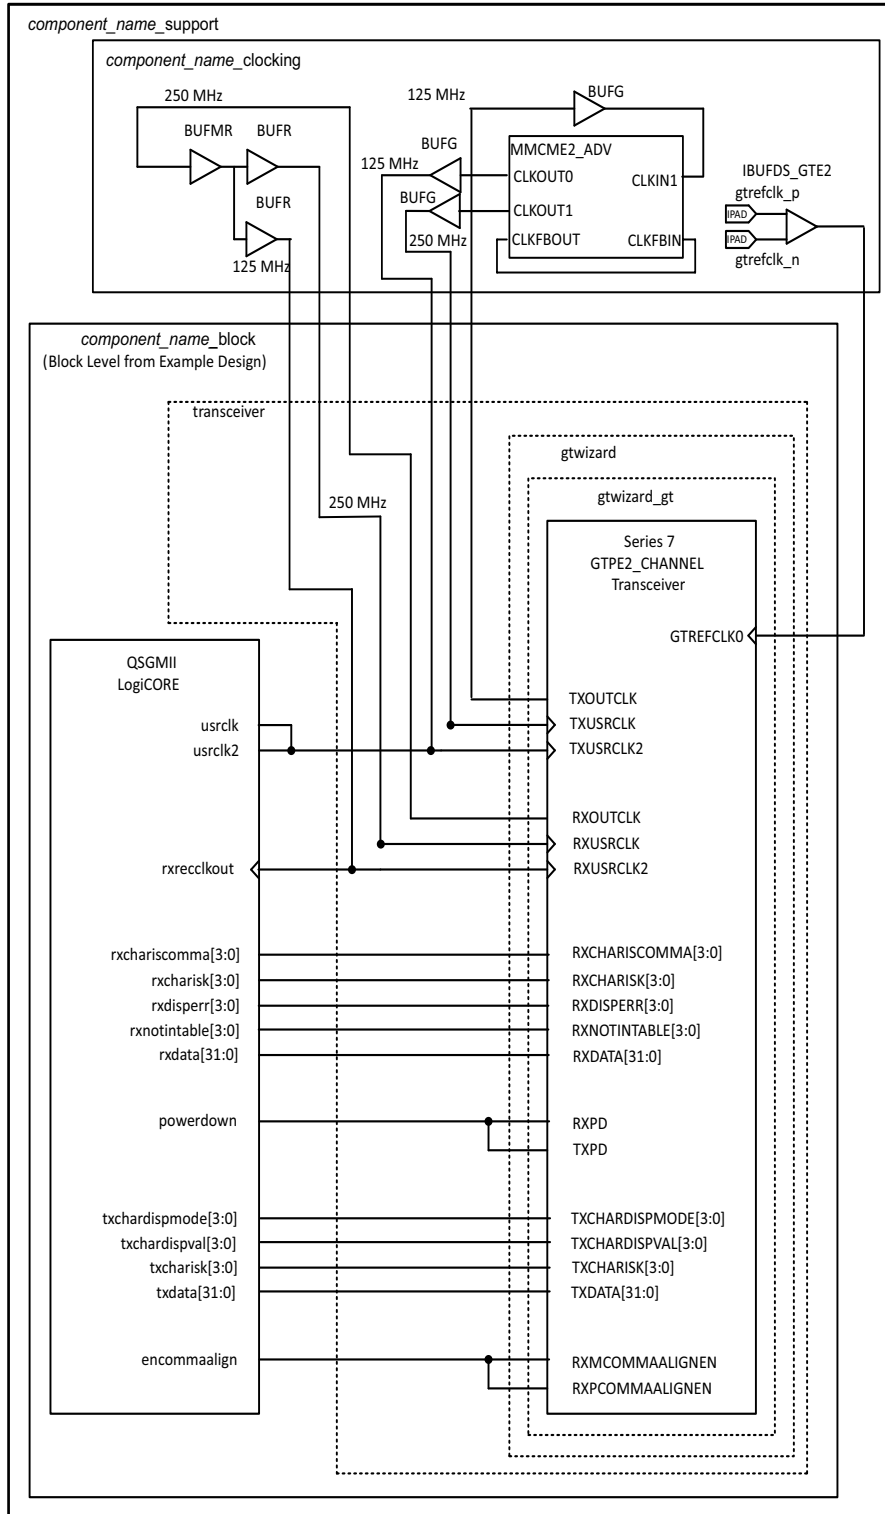 component_name_support
component_name_clocking
250 MHz
BUFMR
BUFR
BUFR
125 MHz
125 MHz
BUFG
BUFG
125 MHz
BUFG
250 MHz
MMCME2_ADV
CLKOUT0
CLKIN1
CLKOUT1
CLKFBOUT
CLKFBIN
IBUFDS_GTE2
gtrefclk_p
IPAD
IPAD
gtrefclk_n
component_name_block
(Block Level from Example Design)
transceiver
gtwizard
gtwizard_gt
250 MHz
Series 7
GTPE2_CHANNEL
Transceiver
GTREFCLK0
QSGMII
LogiCORE
TXOUTCLK
usrclk
TXUSRCLK
usrclk2
TXUSRCLK2
RXOUTCLK
RXUSRCLK
rxrecclkout
RXUSRCLK2
rxchariscomma[3:0]
RXCHARISCOMMA[3:0]
rxcharisk[3:0]
RXCHARISK[3:0]
rxdisperr[3:0]
RXDISPERR[3:0]
rxnotintable[3:0]
RXNOTINTABLE[3:0]
rxdata[31:0]
RXDATA[31:0]
powerdown
RXPD
TXPD
txchardispmode[3:0]
TXCHARDISPMODE[3:0]
txchardispval[3:0]
TXCHARDISPVAL[3:0]
txcharisk[3:0]
TXCHARISK[3:0]
txdata[31:0]
TXDATA[31:0]
encommaalign
RXMCOMMAALIGNEN
RXPCOMMAALIGNEN